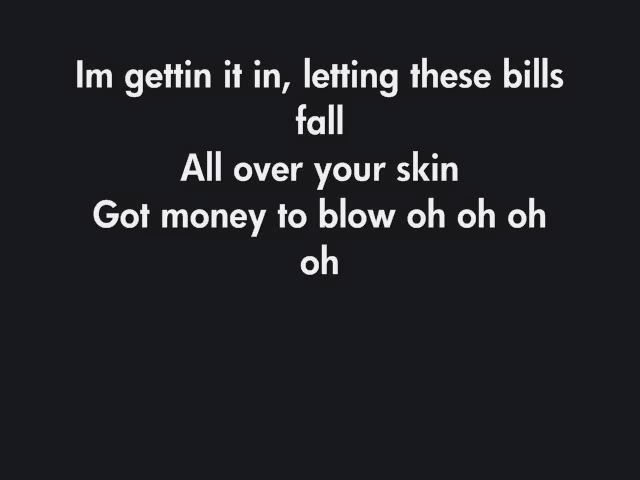 Im gettin it in, letting these bills
fall
All over your skin
Got money to blow oh oh oh
oh